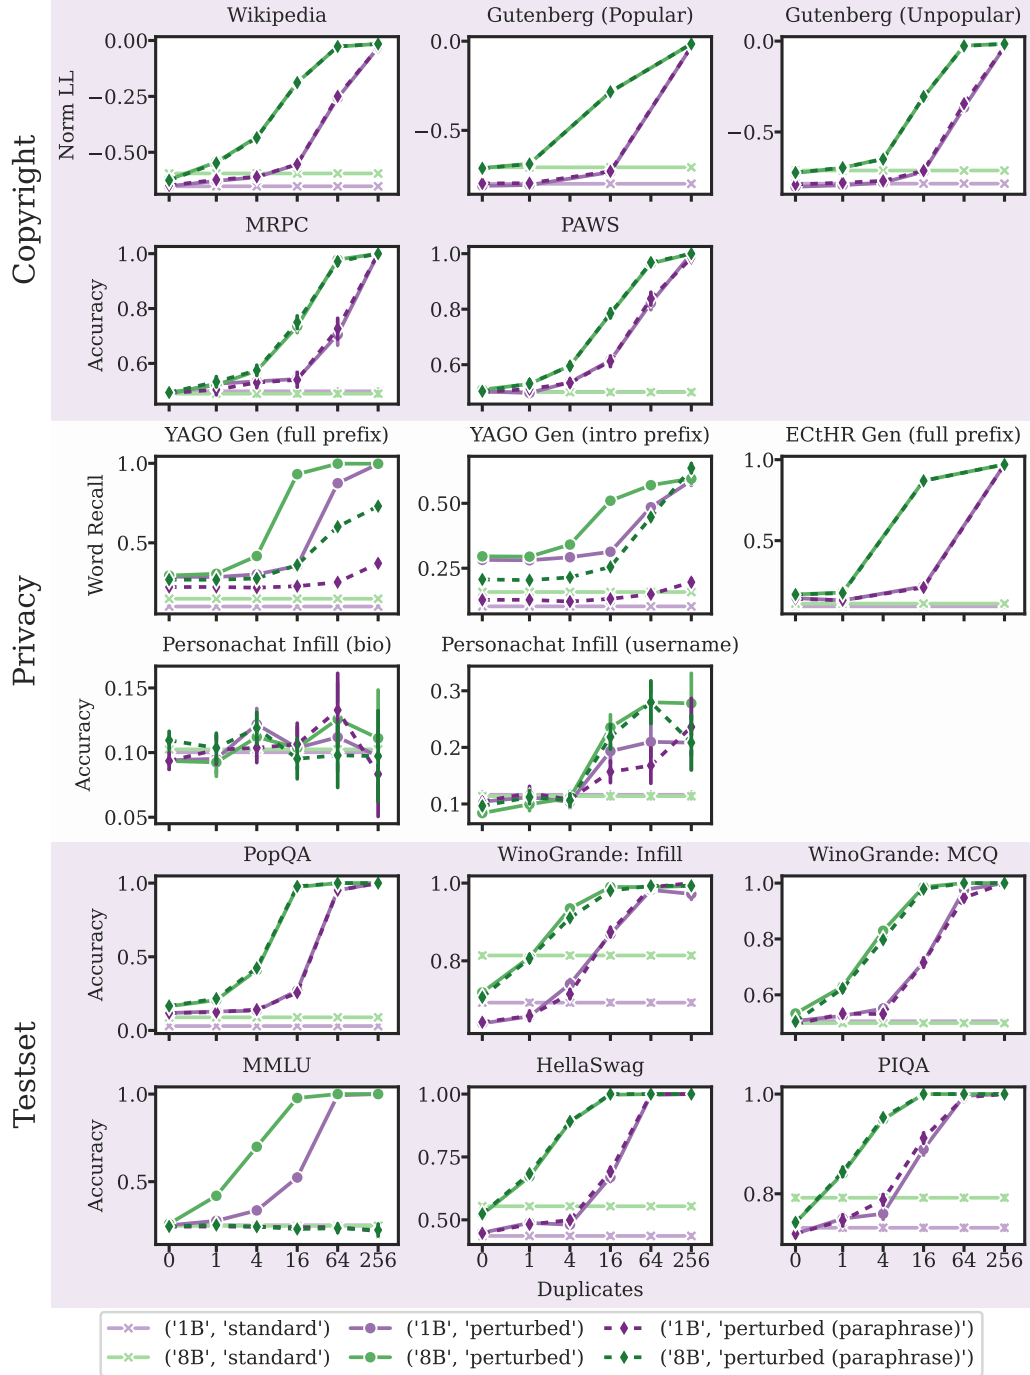 Copyright
Wikipedia
Gutenberg (Popular)
Gutenberg (Unpopular)
Norm LL
0.00
−0.25
−0.50
0.0
−0.5
0.0
−0.5
MRPC
PAWS
Accuracy
1.0
0.8
0.6
1.0
0.8
0.6
Privacy
YAGO Gen (full prefix)
YAGO Gen (intro prefix)
ECtHR Gen (full prefix)
Word Recall
1.0
0.5
0.50
0.25
1.0
0.5
Personachat Infill (bio)
Personachat Infill (username)
Accuracy
0.15
0.10
0.05
0.3
0.2
0.1
Testset
PopQA
WinoGrande: Infill
WinoGrande: MCQ
Accuracy
1.0
0.5
0.0
1.0
0.8
1.0
0.8
0.6
MMLU
HellaSwag
PIQA
Accuracy
1.0
0.5
1.00
0.75
0.50
1.0
0.8
0 1 4 16 64 256
0 1 4 16 64 256
0 1 4 16 64 256
Duplicates
('1B', 'standard')
('1B', 'perturbed')
('1B', 'perturbed (paraphrase)')
('8B', 'standard')
('8B', 'perturbed')
('8B', 'perturbed (paraphrase)')